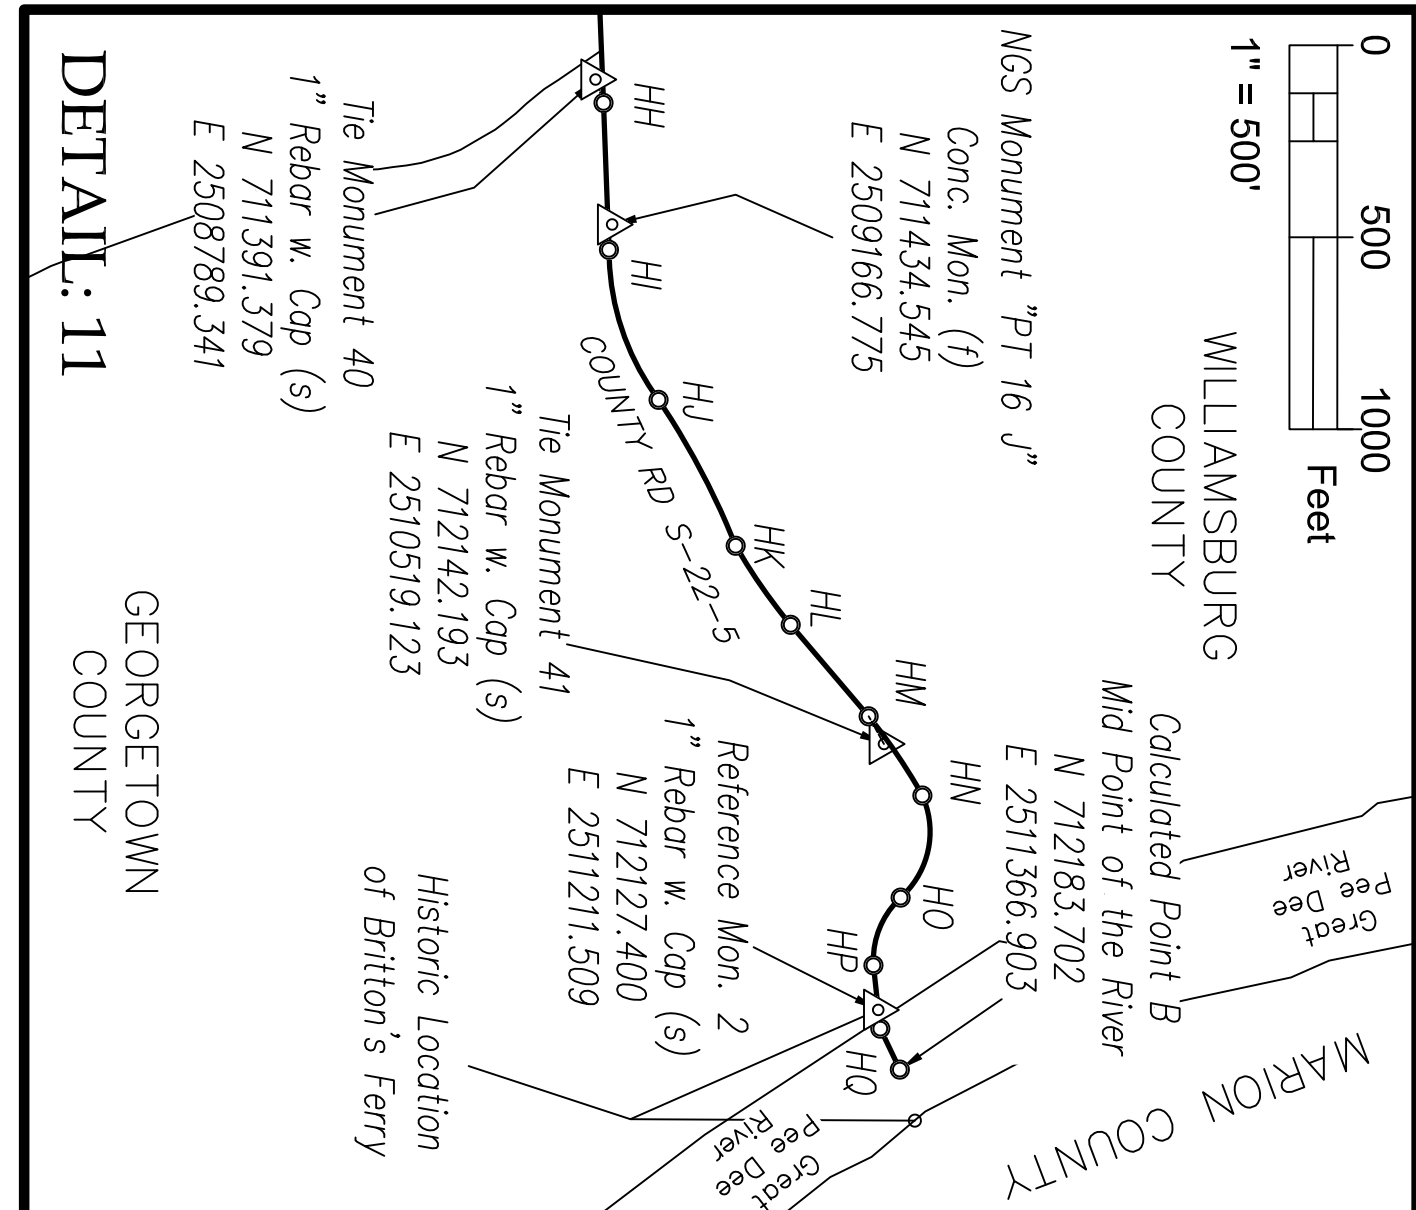 0
500
1000
Feet
1" = 500'
WILLIAMSBURG
COUNTY
NGS Monument "PT 16 J"
Conc. Mon. (f)
N 711434.545
E 2509166.775
HH
HI
HJ
HK
HL
HM
HN
HO
HP
HQ
COUNTY RD S-22-5
Tie Monument 40
1" Rebar w. Cap (s)
N 711391.379
E 2508789.341
Tie Monument 41
1" Rebar w. Cap (s)
N 712142.193
E 2510519.123
Calculated Point B
Mid Point of the River
N 712183.702
E 2511366.903
Reference Mon. 2
1" Rebar w. Cap (s)
N 712127.400
E 2511211.509
Historic Location
of Britton's Ferry
Great
Pee Dee
River
Great
Pee Dee
River
MARION COUNTY
GEORGETOWN
COUNTY
DETAIL: 11